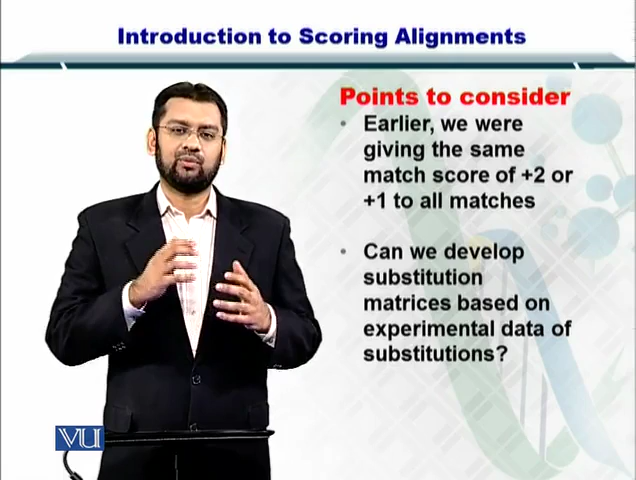 Introduction to Scoring Alignments
Points to consider
• Earlier, we were
giving the same
match score of +2 or
+1 to all matches
• Can we develop
substitution
matrices based on
experimental data of
substitutions?
VU